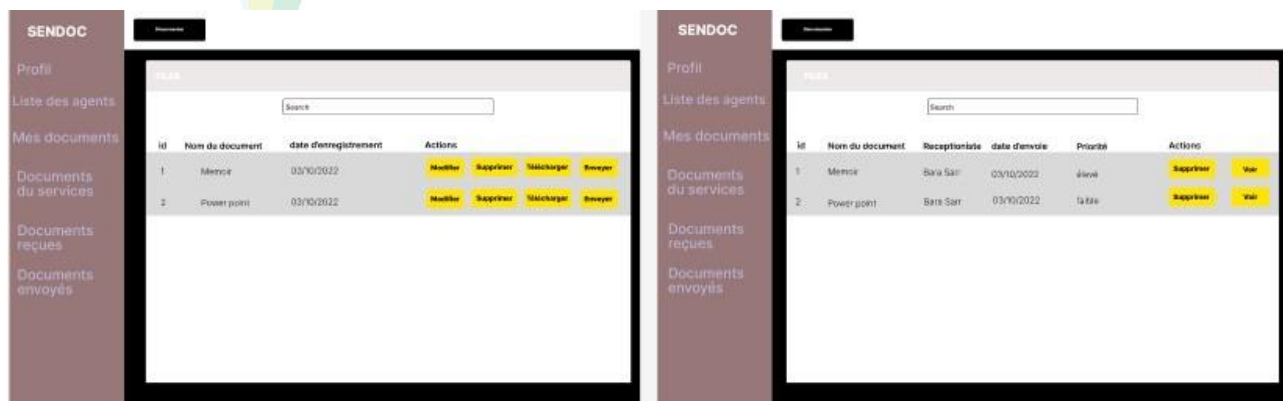 SENDOC
Profil
Liste des agents
Mes documents
Documents
du services
Documents
reçues
Documents
envoyés
Search
id Nom du document date d'enregistrement Actions
1 Memoir 03/10/2022 Modifier Supprimer Télécharger Envoyer
2 Power point 03/10/2022 Modifier Supprimer Télécharger Envoyer
SENDOC
Profil
Liste des agents
Mes documents
Documents
du services
Documents
reçues
Documents
envoyés
Search
id Nom du document Receptioniste date d'envoie Priorité Actions
1 Memoir Bara Sarr 03/10/2022 élevé Supprimer Voir
2 Power point Bara Sarr 03/10/2022 faible Supprimer Voir